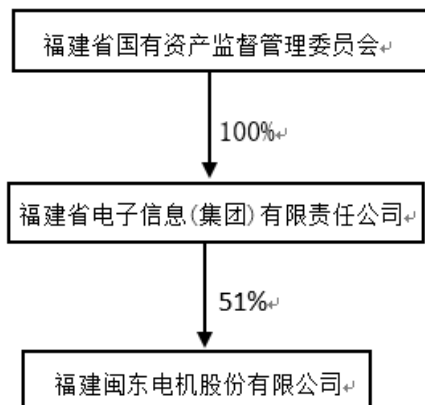 福建省国有资产监督管理委员会
100%
福建省电子信息(集团)有限责任公司
51%
福建闽东电机股份有限公司